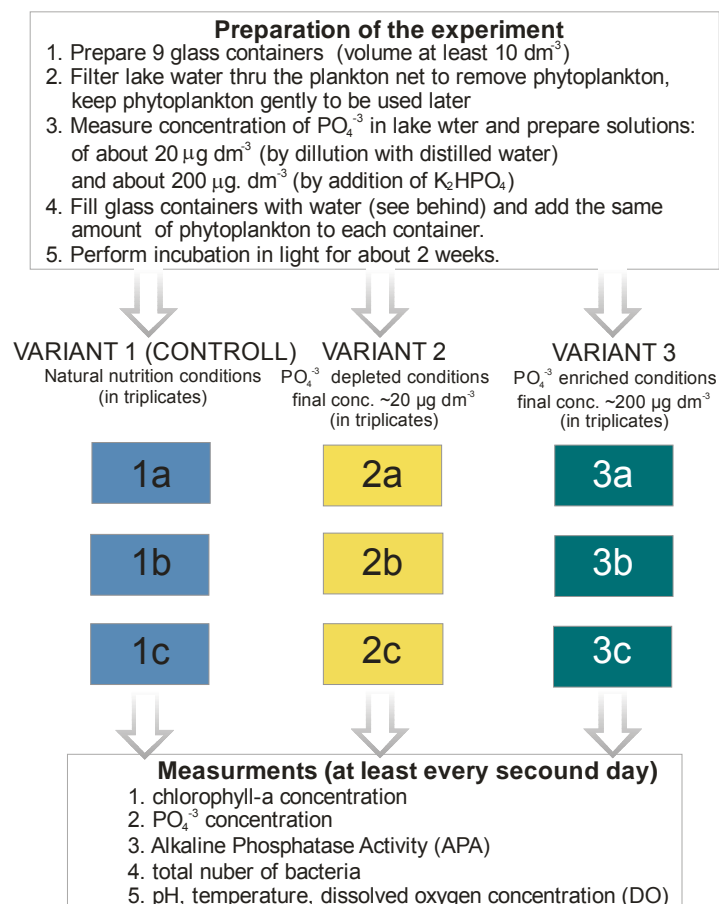 Preparation of the experiment
1. Prepare 9 glass containers (volume at least 10 dm⁻³)
2. Filter lake water thru the plankton net to remove phytoplankton,
keep phytoplankton gently to be used later
3. Measure concentration of PO₄⁻³ in lake wter and prepare solutions:
of about 20 μg dm⁻³ (by dillution with distilled water)
and about 200 μg. dm⁻³ (by addition of K₂HPO₄)
4. Fill glass containers with water (see behind) and add the same
amount of phytoplankton to each container.
5. Perform incubation in light for about 2 weeks.
VARIANT 1 (CONTROLL)
Natural nutrition conditions
(in triplicates)
VARIANT 2
PO₄⁻³ depleted conditions
final conc. ~20 μg dm⁻³
(in triplicates)
VARIANT 3
PO₄⁻³ enriched conditions
final conc. ~200 μg dm⁻³
(in triplicates)
1a
2a
3a
1b
2b
3b
1c
2c
3c
Measurments (at least every secound day)
1. chlorophyll-a concentration
2. PO₄⁻³ concentration
3. Alkaline Phosphatase Activity (APA)
4. total nuber of bacteria
5. pH, temperature, dissolved oxygen concentration (DO)